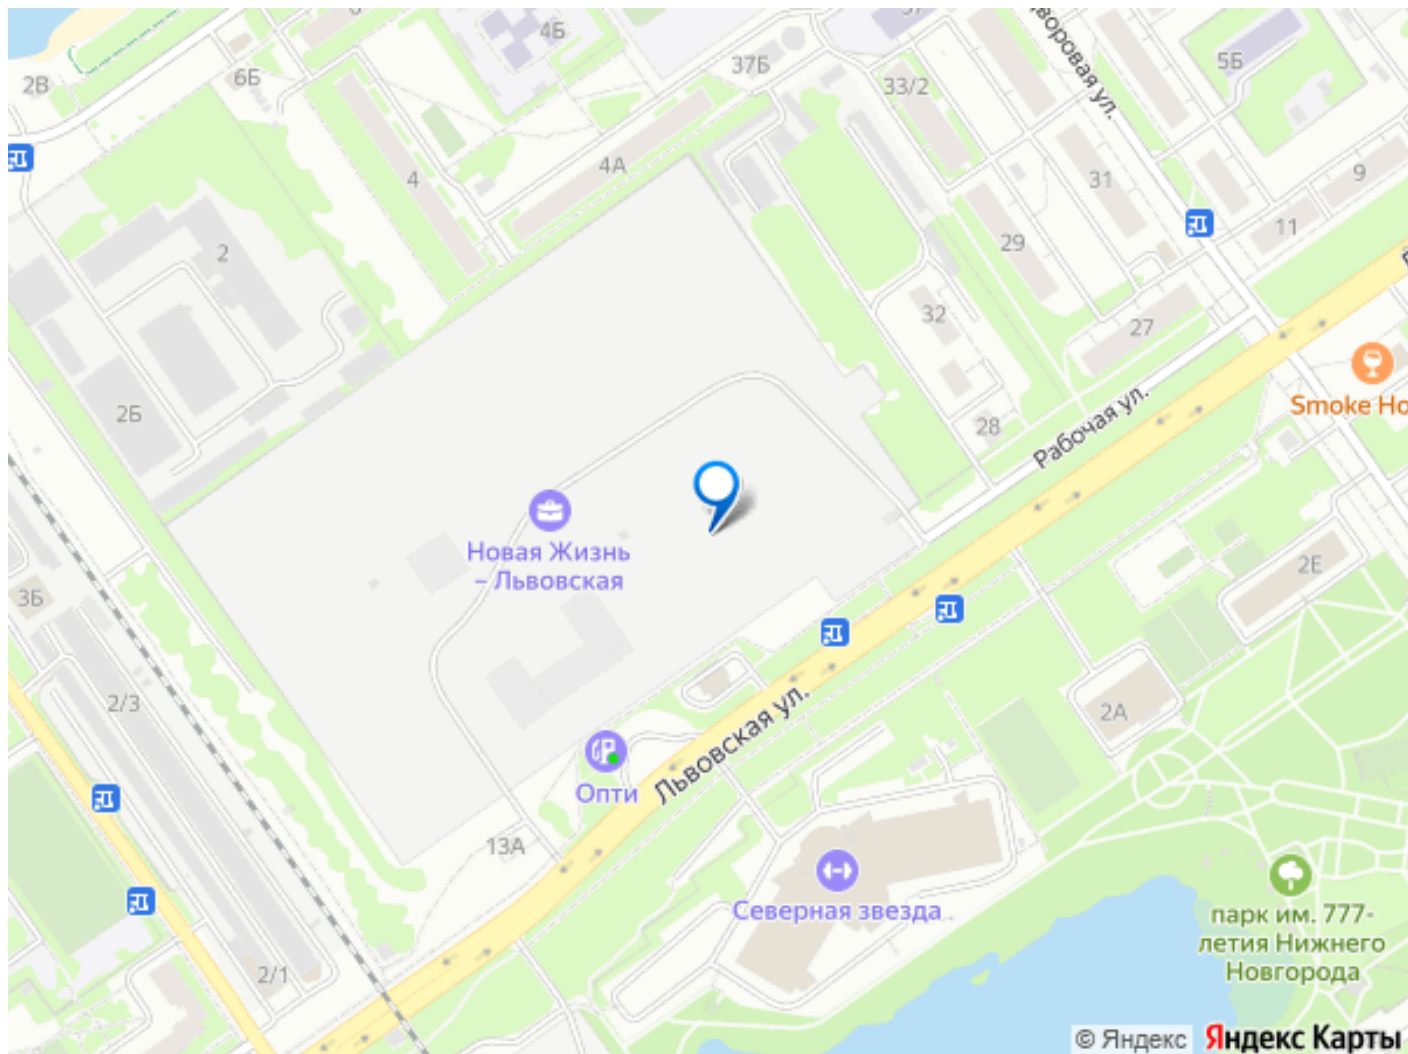 4Б
37Б
6Б
2В
33/2
5Б
Дворовая ул.
4
4А
31
9
2
29
11
32
27
2Б
28
Рабочая ул.
Smoke Ho
Новая Жизнь
– Львовская
3Б
2Е
2/3
2А
Львовская ул.
Опти
13А
Северная звезда
парк им. 777-
летия Нижнего
Новгорода
2/1
© Яндекс Яндекс Карты